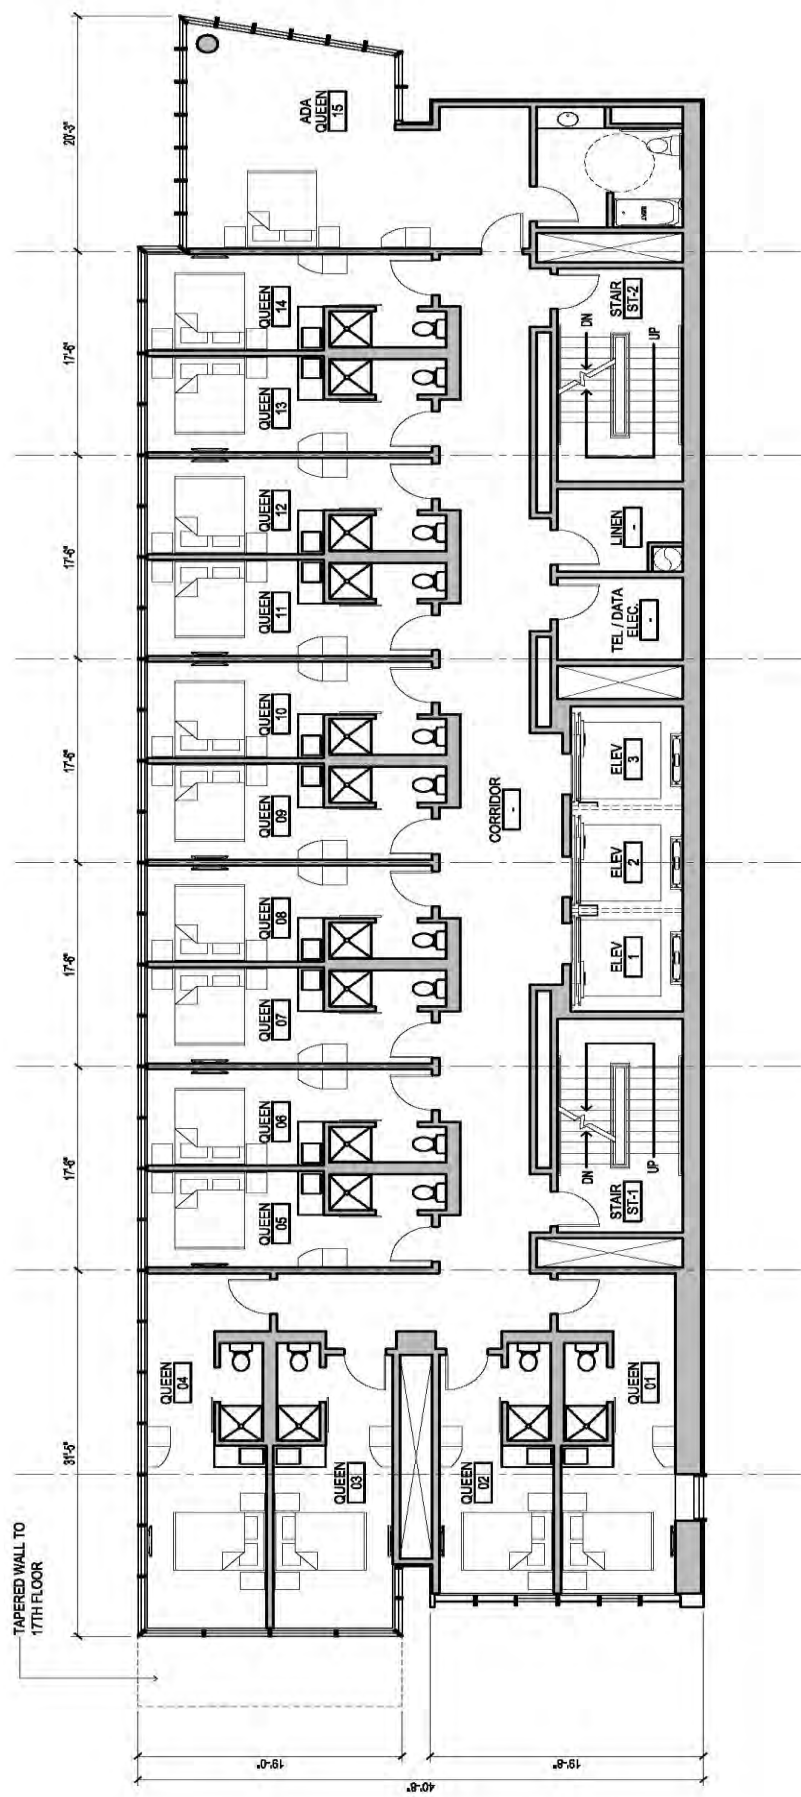 TAPERED WALL TO
17TH FLOOR
31'-5"
17'-6"
17'-6"
17'-6"
17'-6"
17'-6"
20'-3"
40'-8"
19'-0"
19'-8"
QUEEN
04
QUEEN
03
QUEEN
02
QUEEN
01
QUEEN
05
QUEEN
06
QUEEN
07
QUEEN
08
QUEEN
09
QUEEN
10
QUEEN
11
QUEEN
12
QUEEN
13
QUEEN
14
ADA
QUEEN
15
CORRIDOR
-
STAIR
ST-1
DN
UP
ELEV
1
ELEV
2
ELEV
3
TEL / DATA
ELEC.
-
LINEN
-
STAIR
ST-2
DN
UP